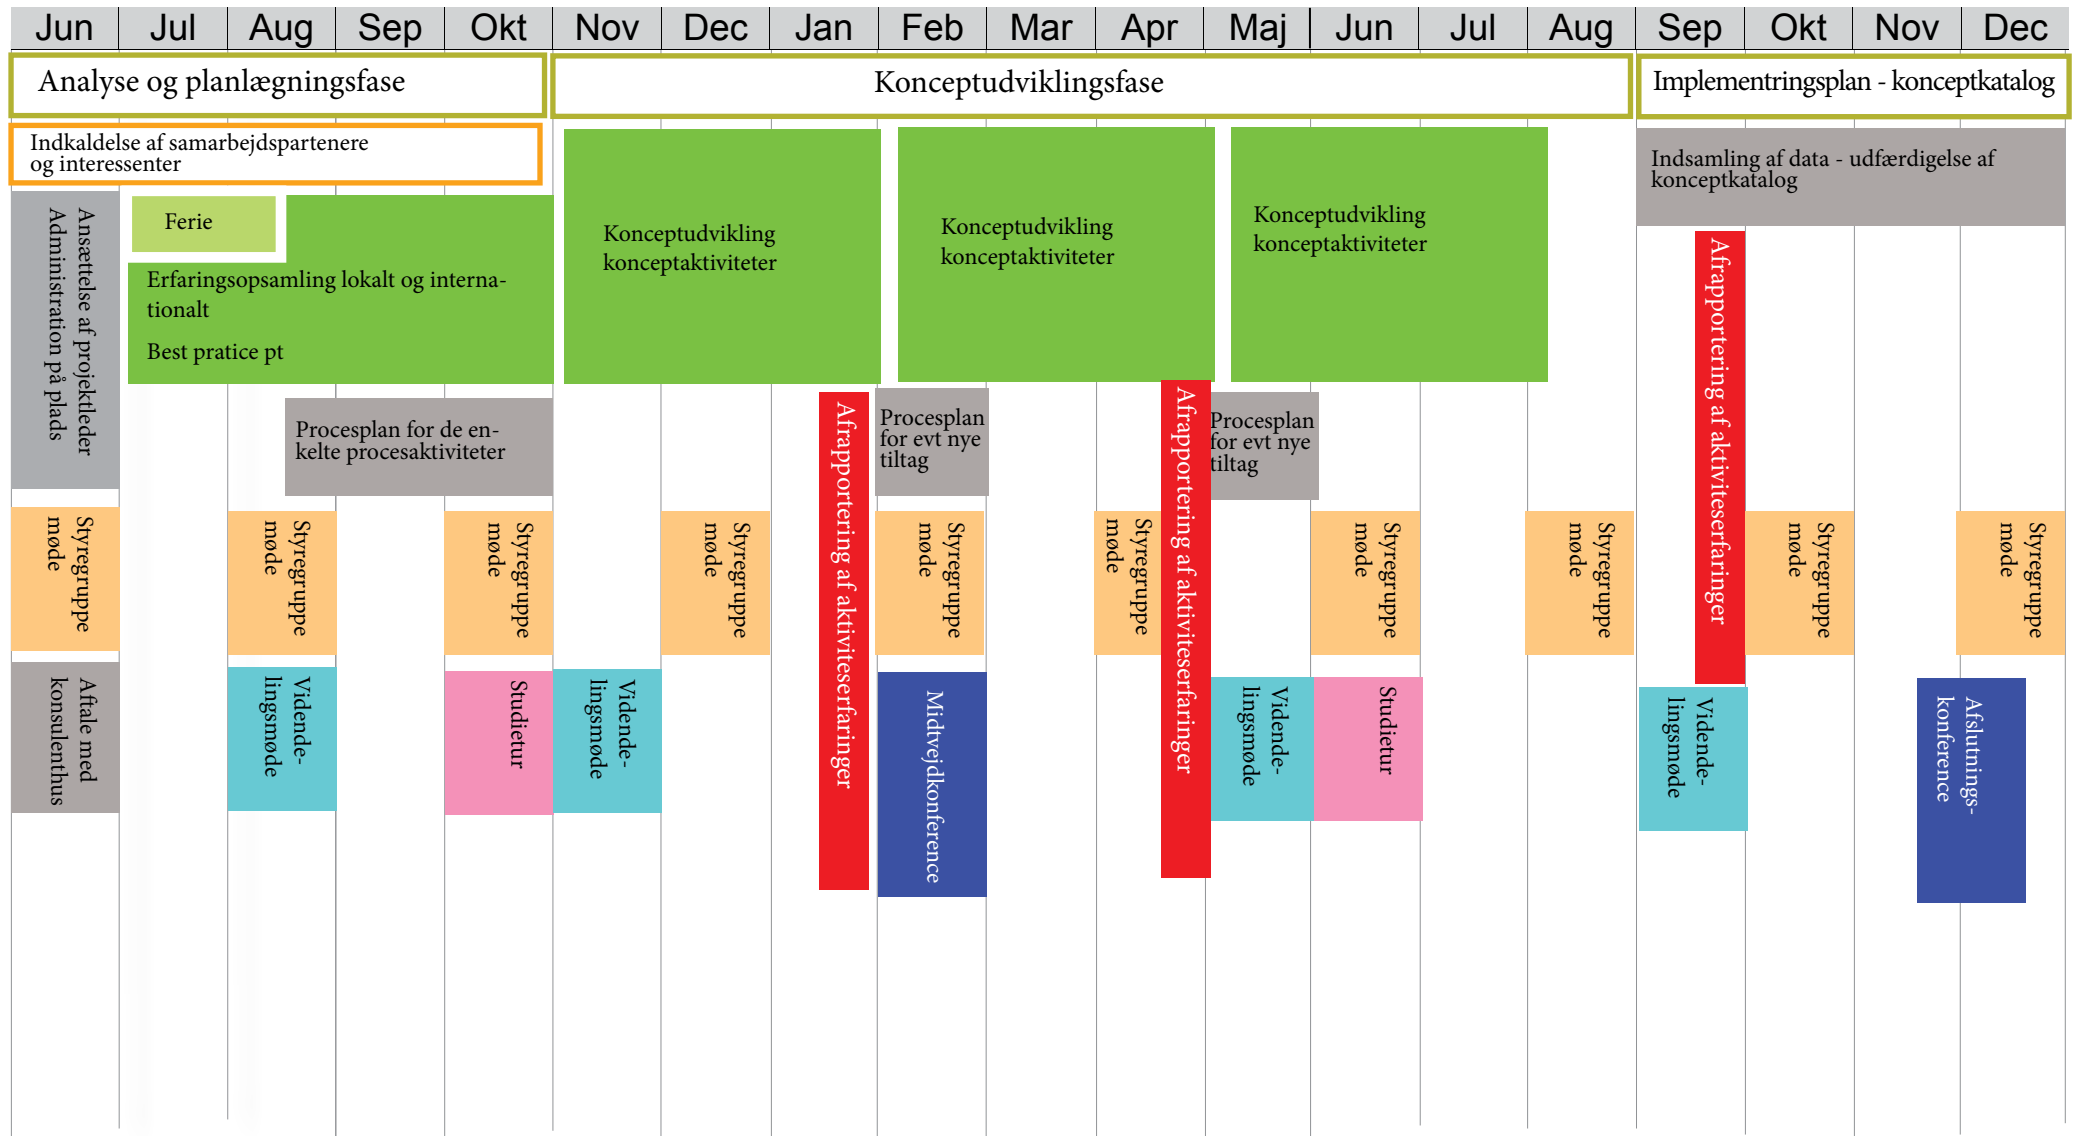 Jun Jul Aug Sep Okt Nov Dec Jan Feb Mar Apr Maj Jun Jul Aug Sep Okt Nov Dec
Analyse og planlægningsfase
Konceptudviklingsfase
Implementringsplan - konceptkatalog
Indkaldelse af samarbejdspartenere
og interessenter
Ansættelse af projektleder
Administration på plads
Ferie
Erfaringsopsamling lokalt og interna-
tionalt
Best pratice pt
Konceptudvikling
konceptaktiviteter
Konceptudvikling
konceptaktiviteter
Konceptudvikling
konceptaktiviteter
Indsamling af data - udfærdigelse af
konceptkatalog
Procesplan for de en-
kelte procesaktiviteter
Afrapportering af aktiviteserfaringer
Procesplan
for evt nye
tiltag
Afrapportering af aktiviteserfaringer
Procesplan
for evt nye
tiltag
Afrapportering af aktiviteserfaringer
Styregruppe
møde
Styregruppe
møde
Styregruppe
møde
Styregruppe
møde
Styregruppe
møde
Styregruppe
møde
Styregruppe
møde
Styregruppe
møde
Styregruppe
møde
Styregruppe
møde
Aftale med
konsulenthus
Vidende-
lingsmøde
Studietur
Vidende-
lingsmøde
Midtvejdkonference
Vidende-
lingsmøde
Studietur
Vidende-
lingsmøde
Afslutnings-
konference